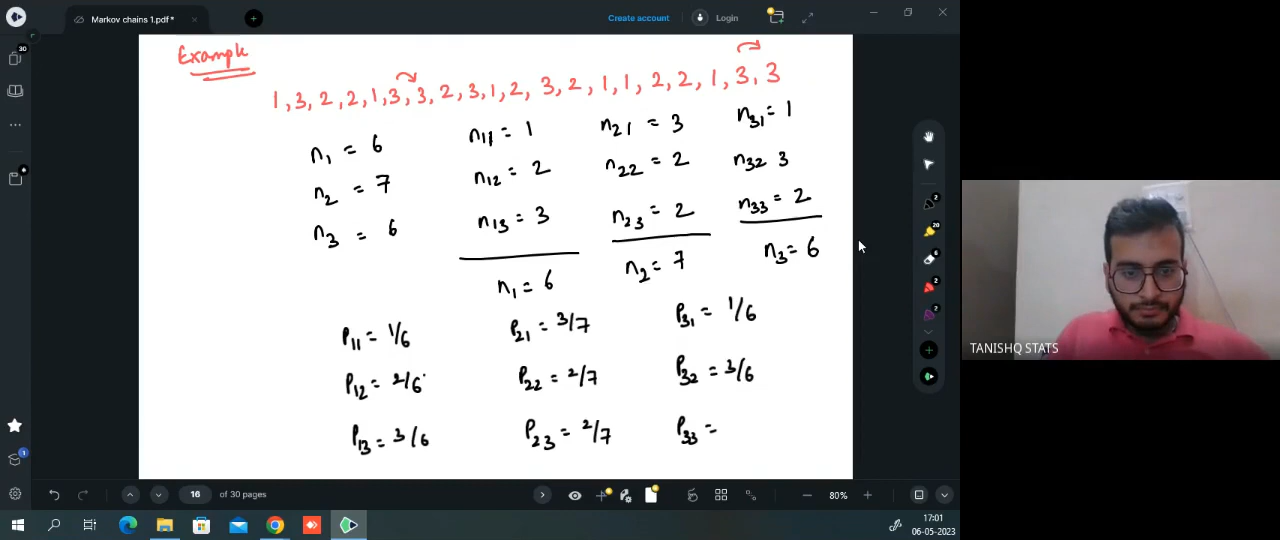 Markov chains 1.pdf*
Create account
Login
30
Example
1, 3, 2, 2, 1, 3, 3, 2, 3, 1, 2, 3, 2, 1, 1, 2, 2, 1, 3, 3
n₁ = 6 n₁₁ = 1 n₂₁ = 3 n₃₁ = 1
n₂ = 7 n₁₂ = 2 n₂₂ = 2 n₃₂ 3
n₃ = 6 n₁₃ = 3 n₂₃ = 2 n₃₃ = 2
n₁ = 6 n₂ = 7 n₃ = 6
P₁₁ = 1/6 P₂₁ = 3/7 P₃₁ = 1/6
P₁₂ = 2/6 P₂₂ = 2/7 P₃₂ = 3/6
P₁₃ = 3/6 P₂₃ = 2/7 P₃₃ =
TANISHQ STATS
16 of 30 pages
80%
17:01
06-05-2023